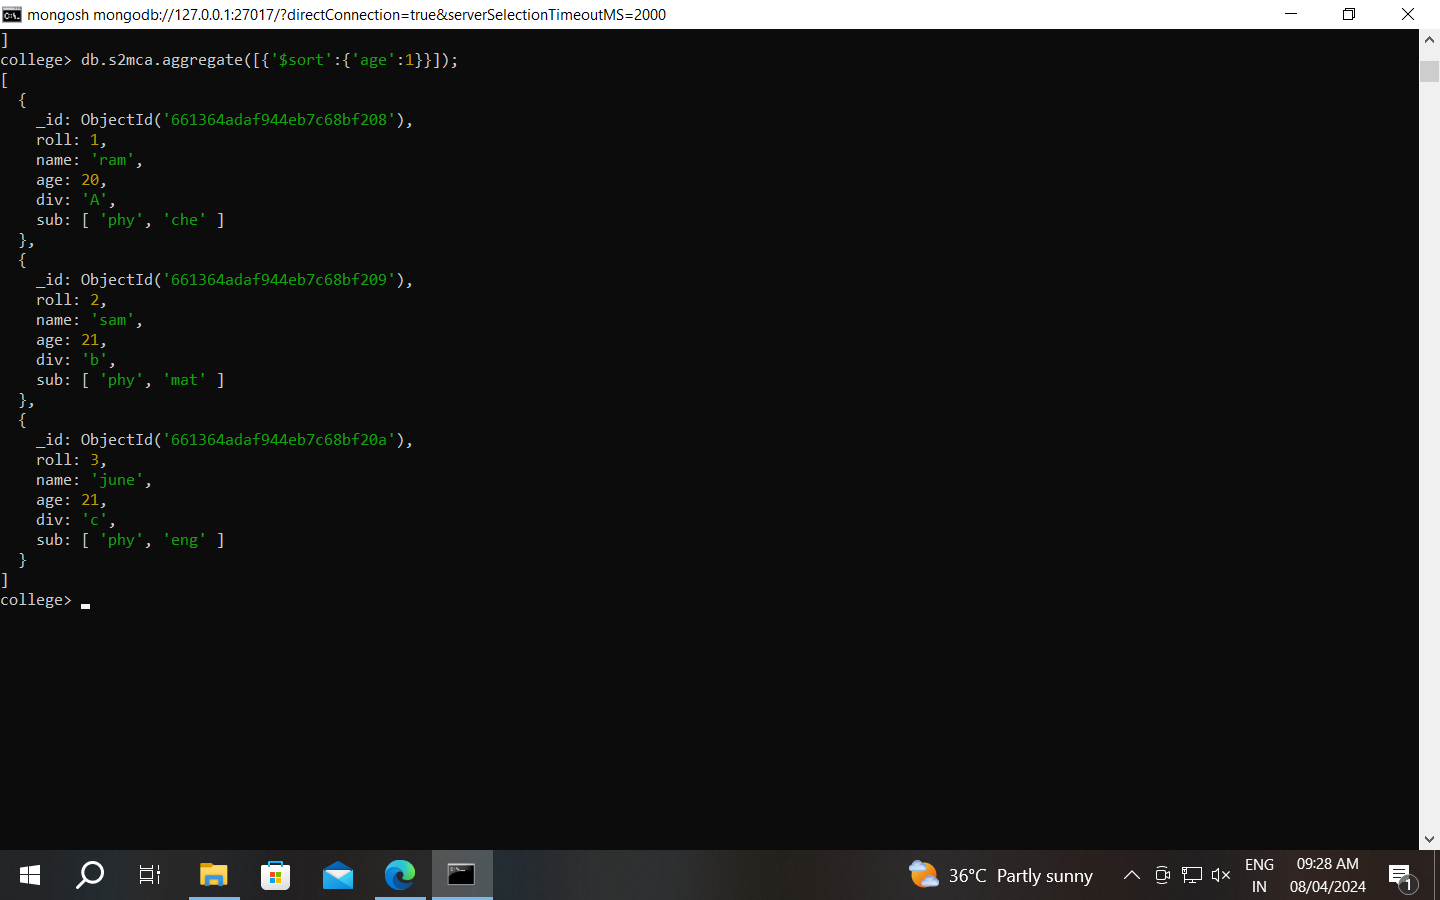 mongosh mongodb://127.0.0.1:27017/?directConnection=true&serverSelectionTimeoutMS=2000
]
college> db.s2mca.aggregate([{'$sort':{'age':1}}]);
[
  {
    _id: ObjectId('661364adaf944eb7c68bf208'),
    roll: 1,
    name: 'ram',
    age: 20,
    div: 'A',
    sub: [ 'phy', 'che' ]
  },
  {
    _id: ObjectId('661364adaf944eb7c68bf209'),
    roll: 2,
    name: 'sam',
    age: 21,
    div: 'b',
    sub: [ 'phy', 'mat' ]
  },
  {
    _id: ObjectId('661364adaf944eb7c68bf20a'),
    roll: 3,
    name: 'june',
    age: 21,
    div: 'c',
    sub: [ 'phy', 'eng' ]
  }
]
college>
36°C Partly sunny
ENG
IN
09:28 AM
08/04/2024
1